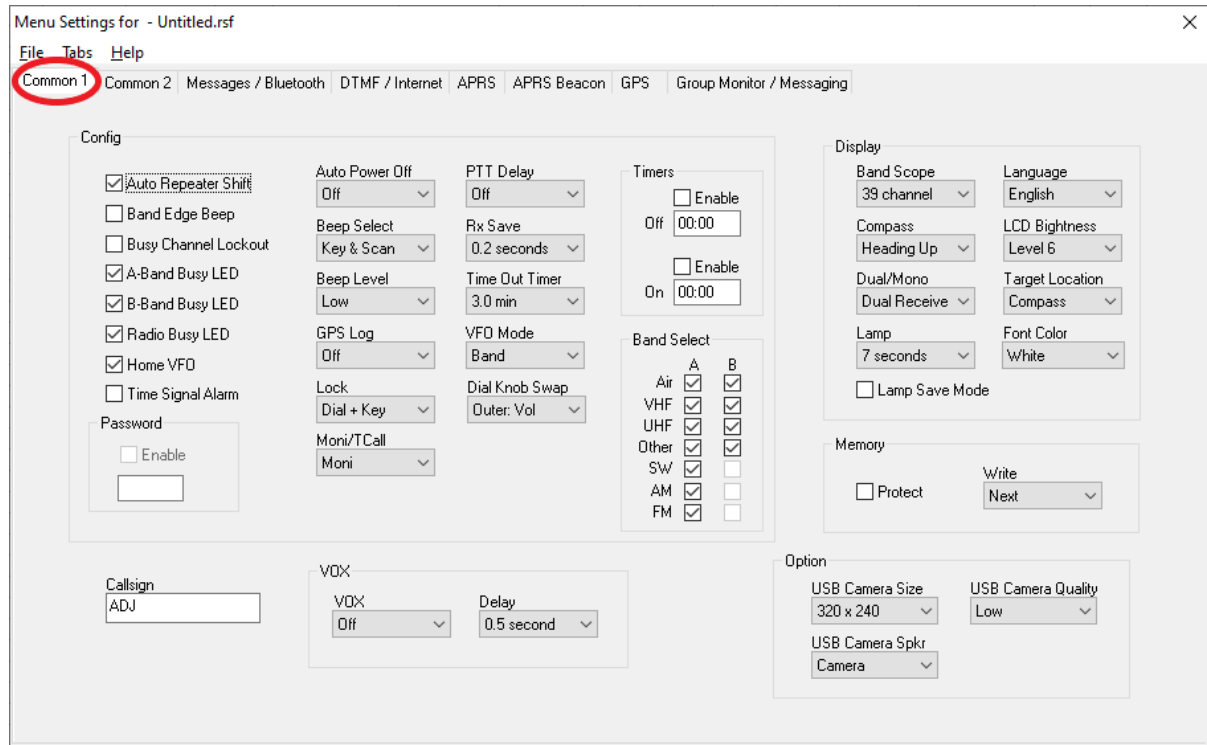 Menu Settings for - Untitled.rsf
File Tabs Help
Common 1 Common 2 Messages / Bluetooth DTMF / Internet APRS APRS Beacon GPS Group Monitor / Messaging
Config
Auto Repeater Shift
Band Edge Beep
Busy Channel Lockout
A-Band Busy LED
B-Band Busy LED
Radio Busy LED
Home VFO
Time Signal Alarm
Password
Enable
Auto Power Off
Off
Beep Select
Key & Scan
Beep Level
Low
GPS Log
Off
Lock
Dial + Key
Moni/TCall
Moni
PTT Delay
Off
Rx Save
0.2 seconds
Time Out Timer
3.0 min
VFO Mode
Band
Dial Knob Swap
Outer: Vol
Timers
Enable
Off 00:00
Enable
On 00:00
Band Select
A B
Air
VHF
UHF
Other
SW
AM
FM
Display
Band Scope
39 channel
Compass
Heading Up
Dual/Mono
Dual Receive
Lamp
7 seconds
Lamp Save Mode
Language
English
LCD Bightness
Level 6
Target Location
Compass
Font Color
White
Memory
Protect
Write
Next
Callsign
ADJ
VOX
VOX
Off
Delay
0.5 second
Option
USB Camera Size
320 x 240
USB Camera Quality
Low
USB Camera Spkr
Camera